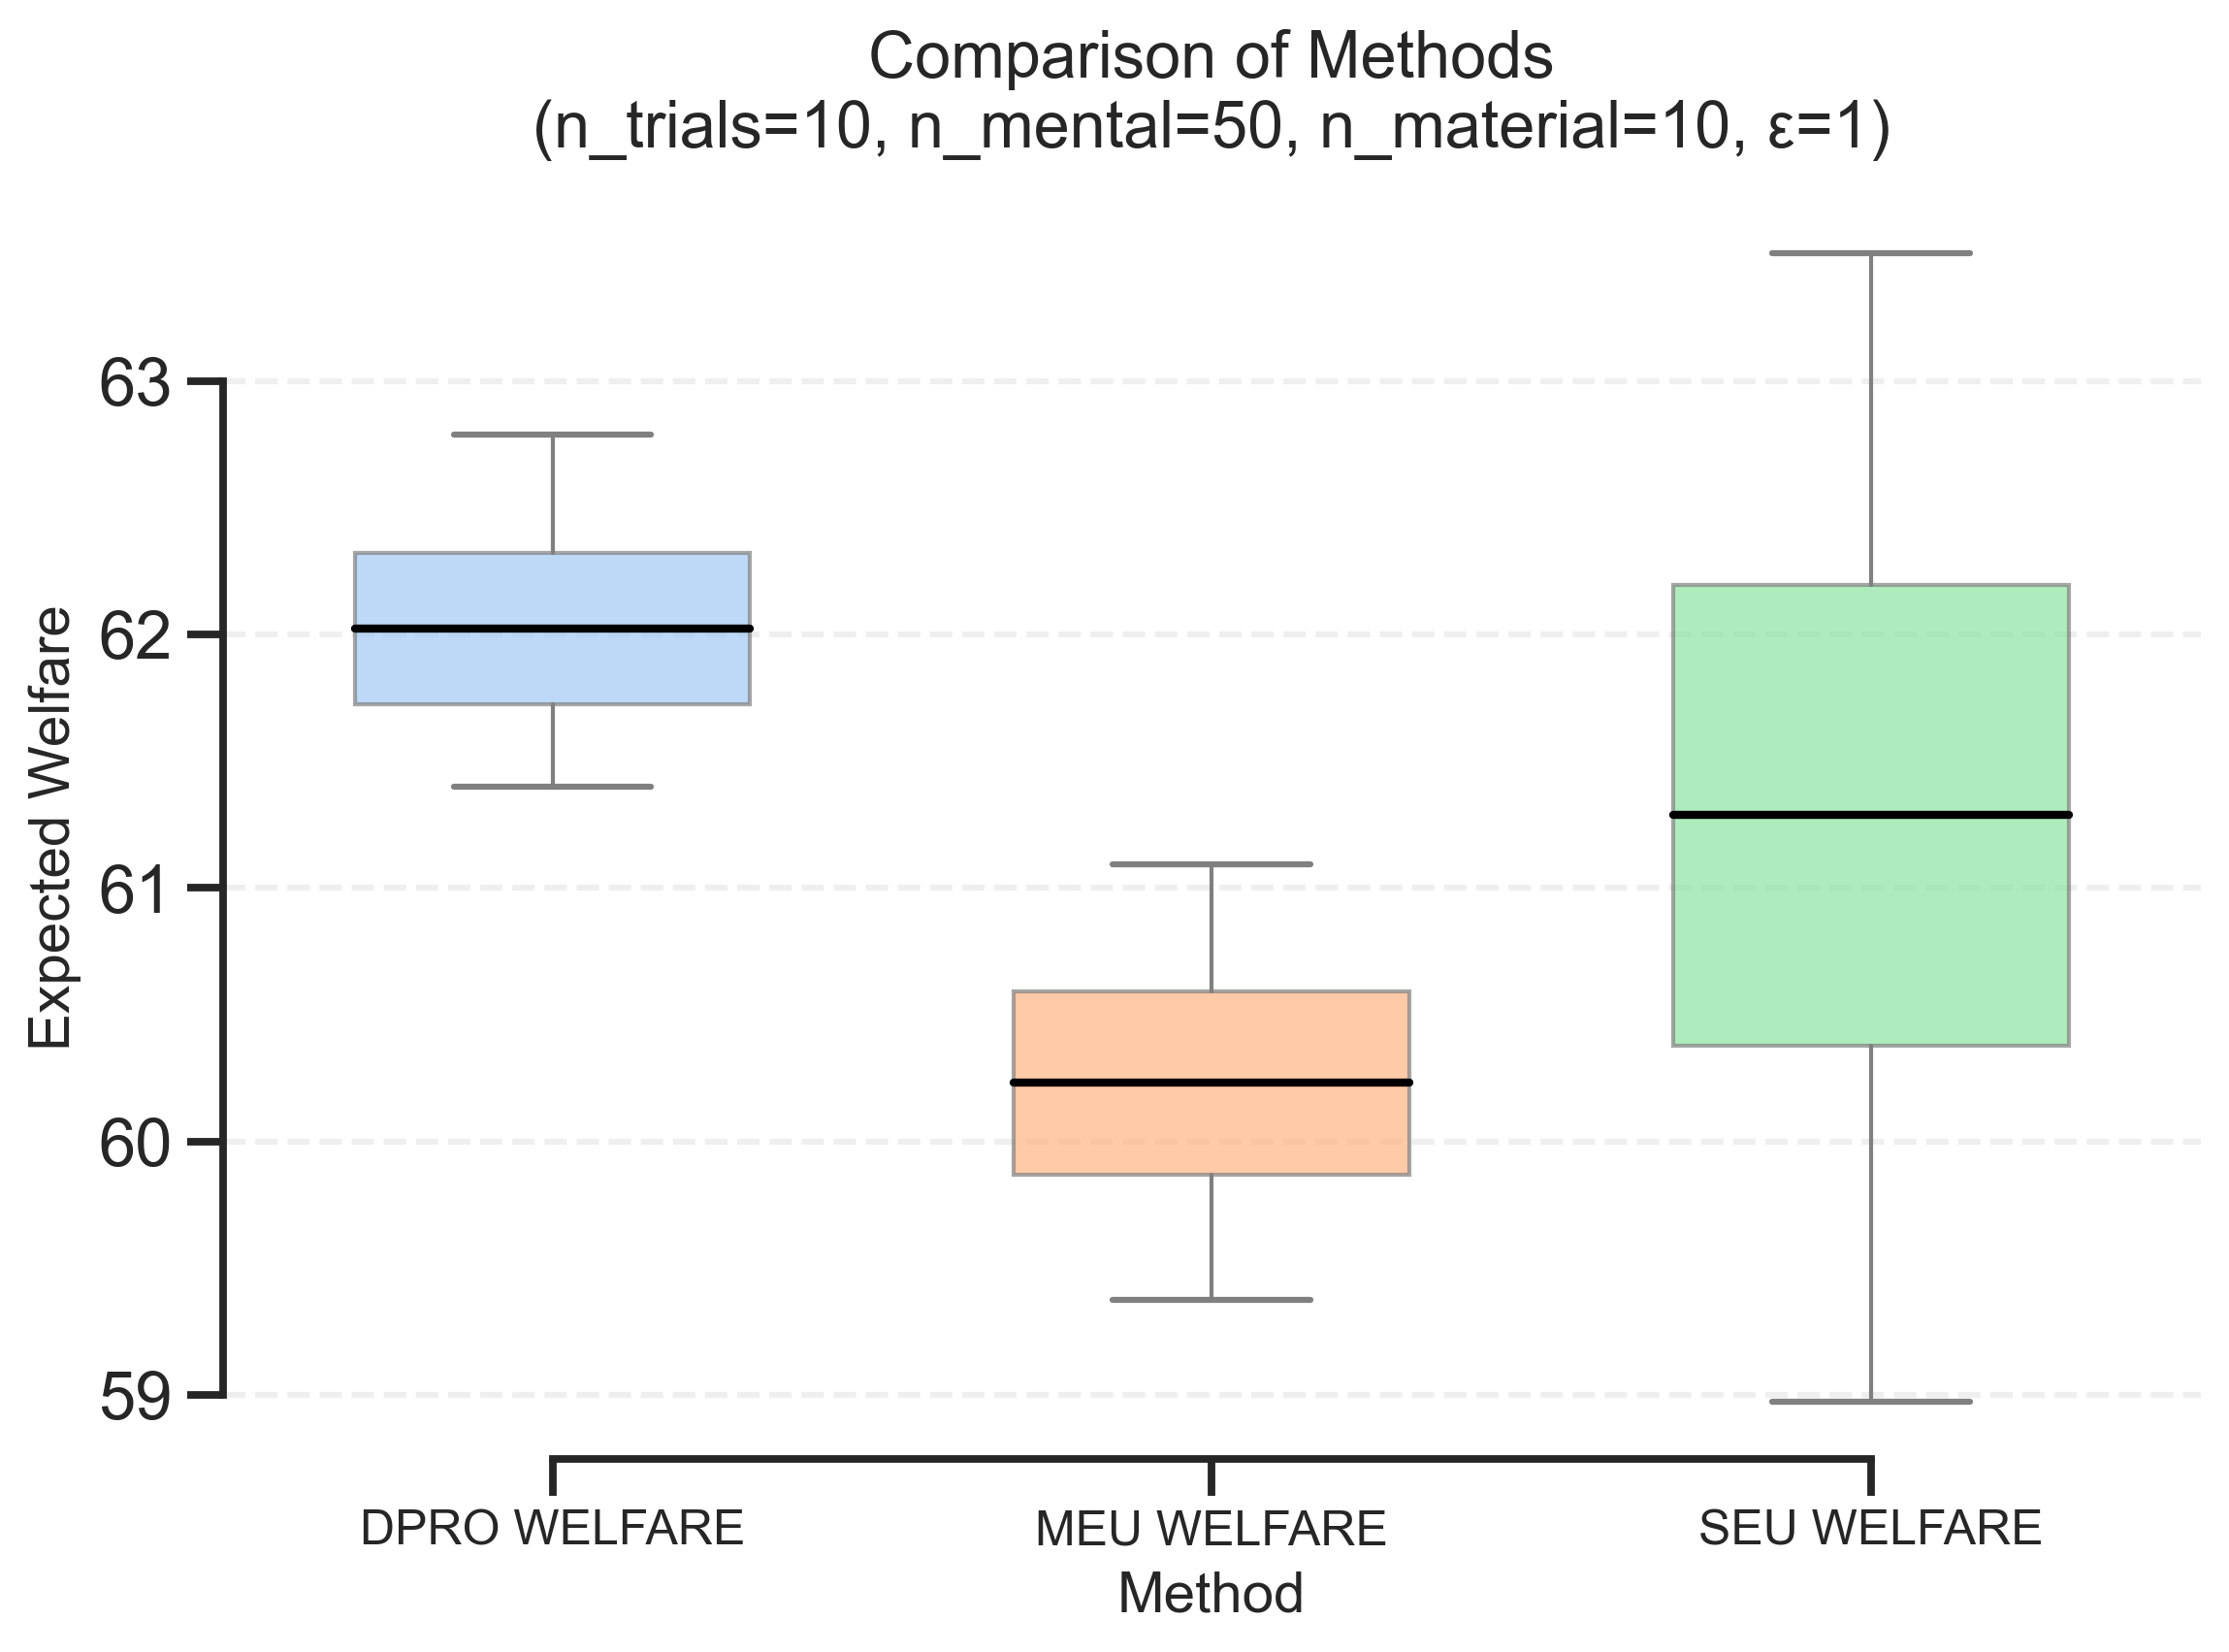 Comparison of Methods
(n_trials=10, n_mental=50, n_material=10, ε=1)
Expected Welfare
63
62
61
60
59
DPRO WELFARE
MEU WELFARE
SEU WELFARE
Method